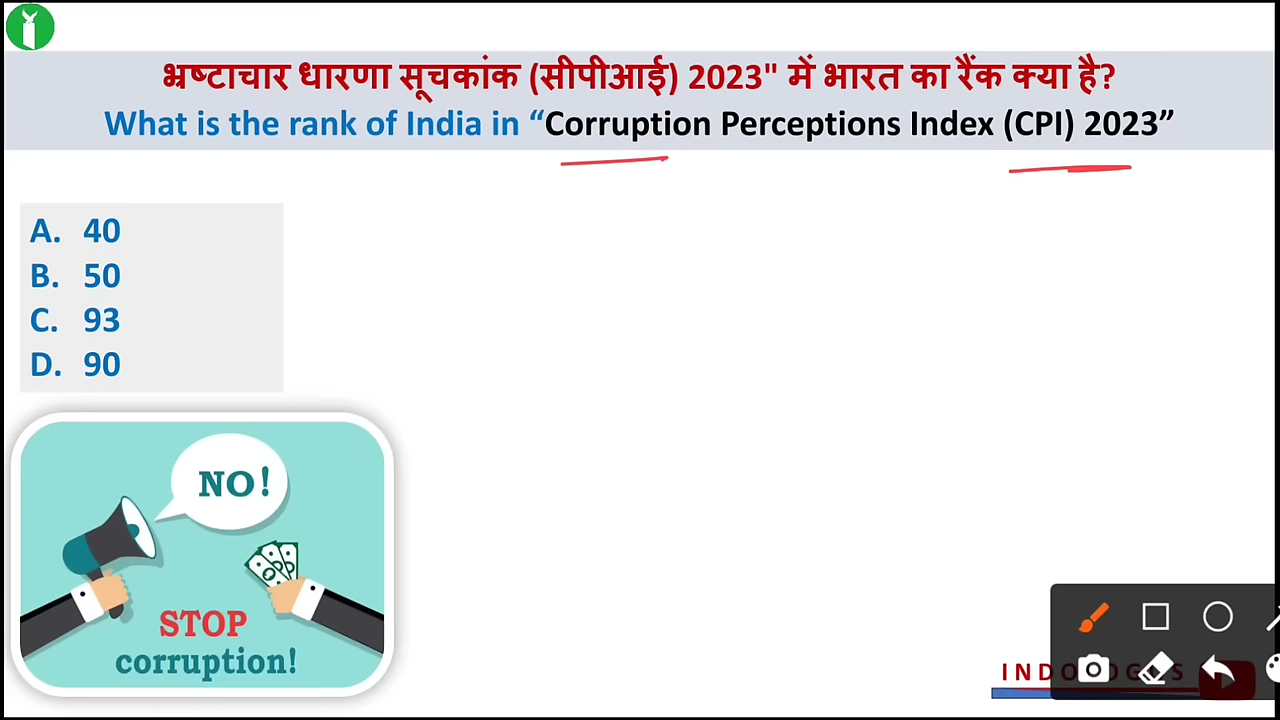 भ्रष्टाचार धारणा सूचकांक (सीपीआई) 2023" में भारत का रैंक क्या है?
What is the rank of India in “Corruption Perceptions Index (CPI) 2023”
A. 40
B. 50
C. 93
D. 90
NO!
STOP
corruption!